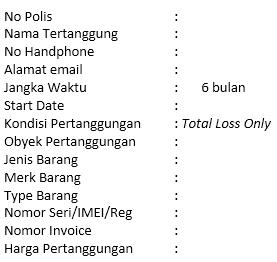 No Polis :
Nama Tertanggung :
No Handphone :
Alamat email :
Jangka Waktu : 6 bulan
Start Date :
Kondisi Pertanggungan : Total Loss Only
Obyek Pertanggungan :
Jenis Barang :
Merk Barang :
Type Barang :
Nomor Seri/IMEI/Reg :
Nomor Invoice :
Harga Pertanggungan :